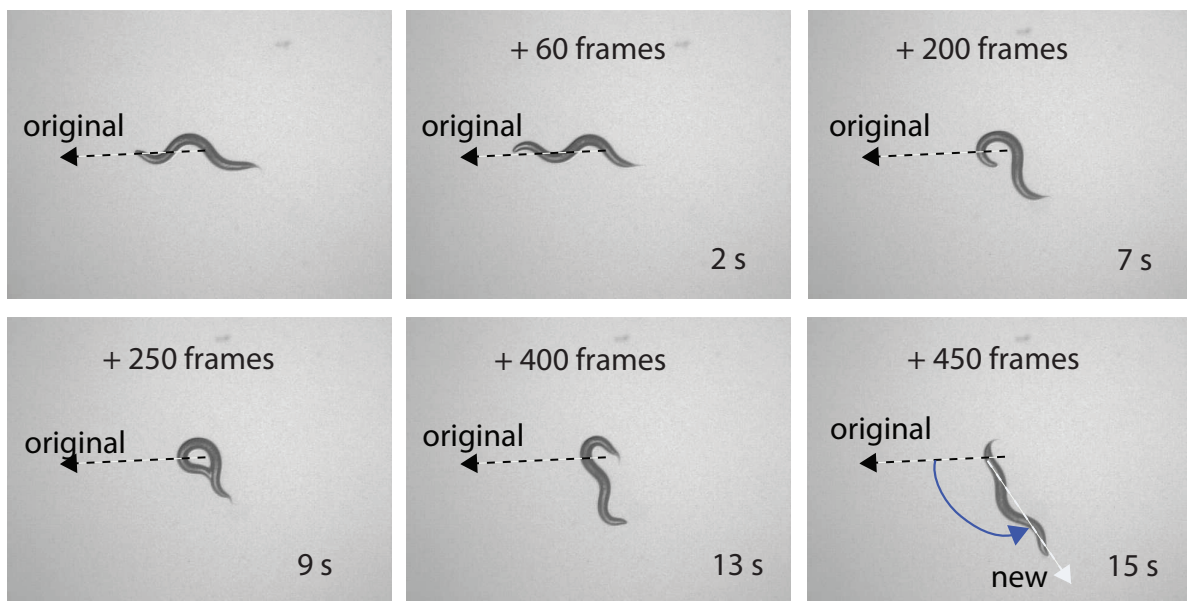 original
+ 60 frames
original
2 s
+ 200 frames
original
7 s
+ 250 frames
original
9 s
+ 400 frames
original
13 s
+ 450 frames
original
new
15 s